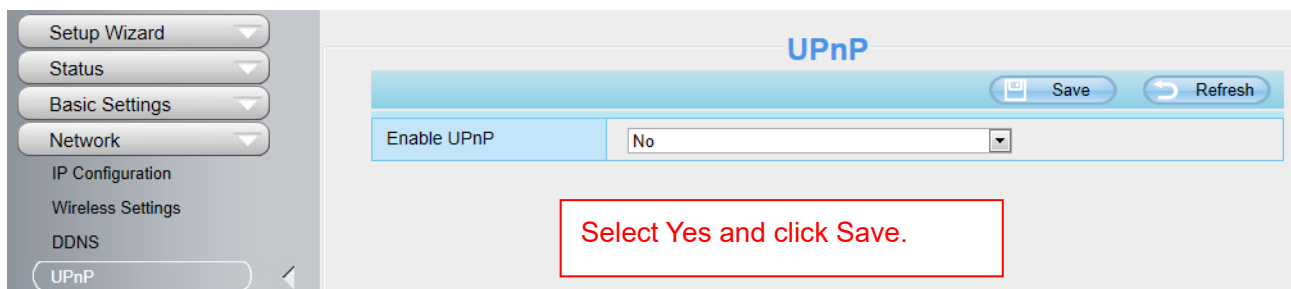 Setup Wizard
Status
Basic Settings
Network
IP Configuration
Wireless Settings
DDNS
UPnP
UPnP
Save Refresh
Enable UPnP No
Select Yes and click Save.